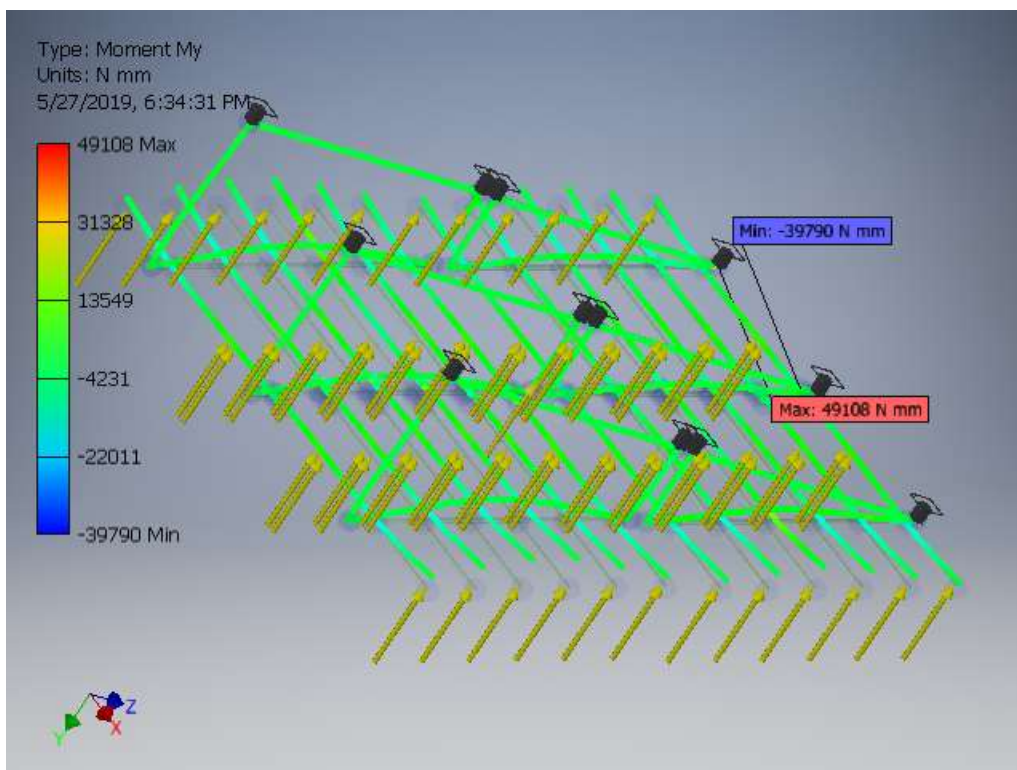 Type: Moment My
Units: N mm
5/27/2019, 6:34:31 PM
49108 Max
31328
13549
-4231
-22011
-39790 Min
Min: -39790 N mm
Max: 49108 N mm
Z
X
Y